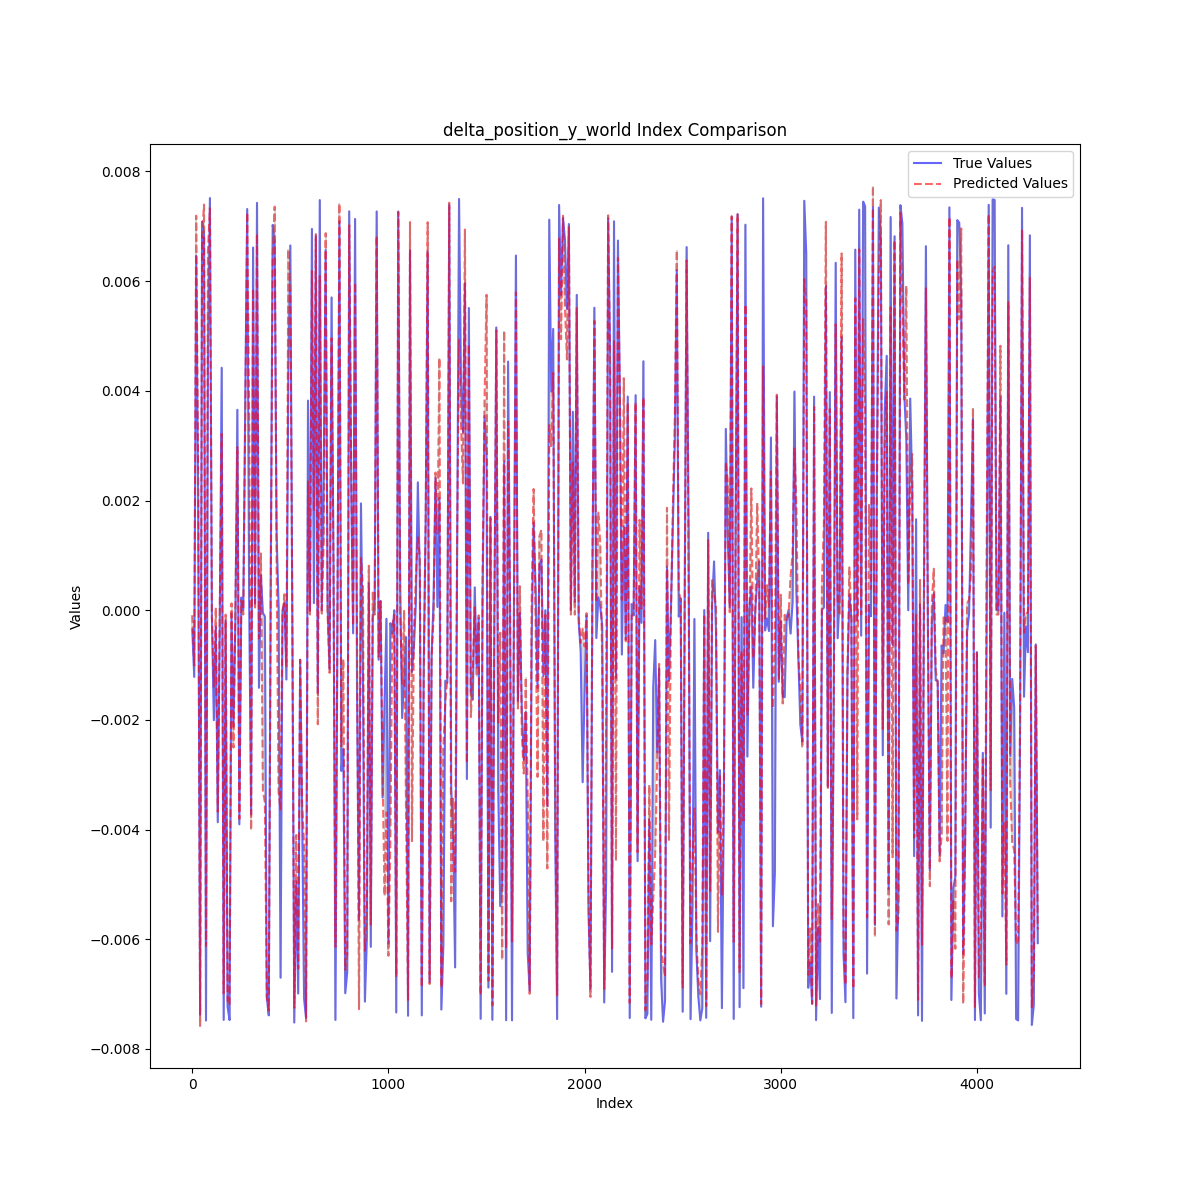 delta_position_y_world Index Comparison
True Values
Predicted Values
0.008
0.006
0.004
0.002
0.000
−0.002
−0.004
−0.006
−0.008
Values
0 1000 2000 3000 4000
Index